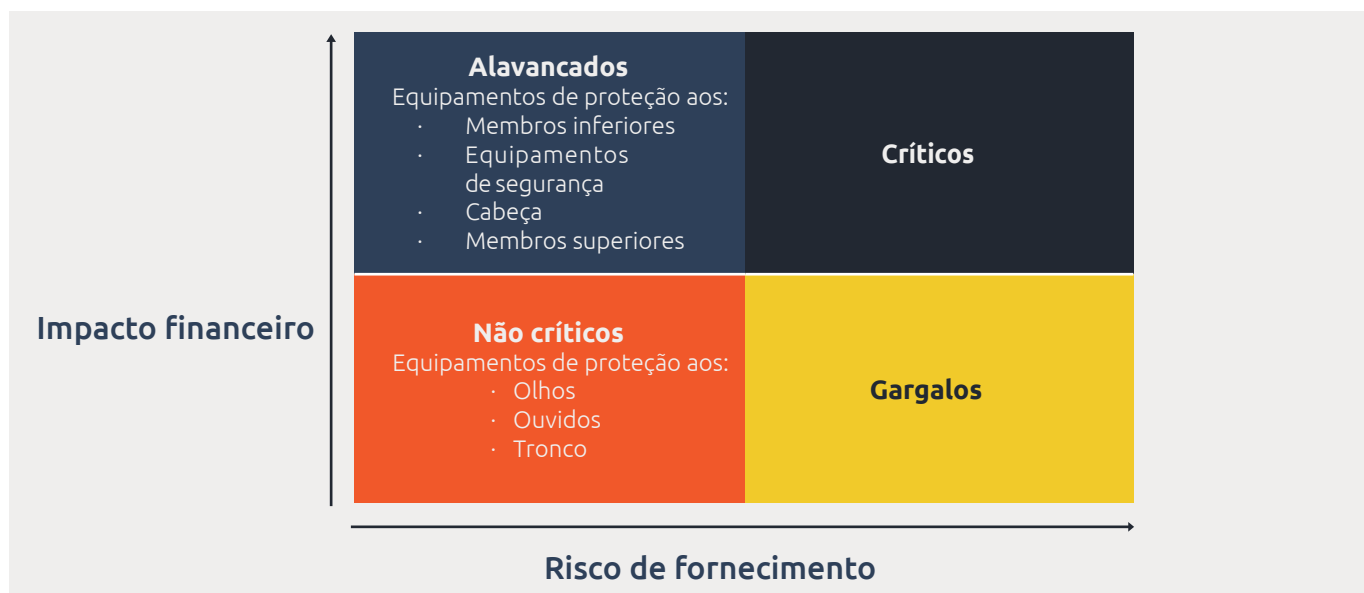 Alavancados
Equipamentos de proteção aos:
· Membros inferiores
· Equipamentos
de segurança
· Cabeça
· Membros superiores
Críticos
Impacto financeiro
Não críticos
Equipamentos de proteção aos:
· Olhos
· Ouvidos
· Tronco
Gargalos
Risco de fornecimento